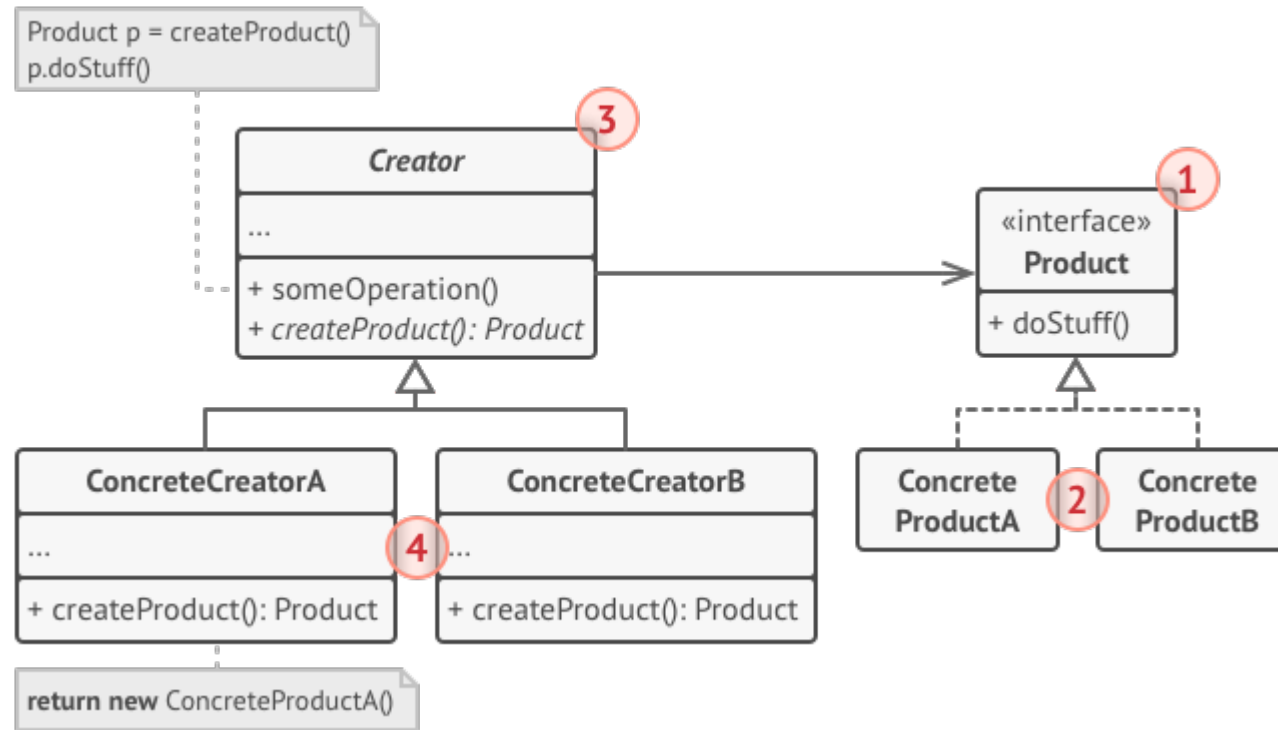 Product p = createProduct()
p.doStuff()
3
Creator
...
+ someOperation()
+ createProduct(): Product
1
«interface»
Product
+ doStuff()
ConcreteCreatorA
...
+ createProduct(): Product
4
ConcreteCreatorB
...
+ createProduct(): Product
Concrete
ProductA
2
Concrete
ProductB
return new ConcreteProductA()